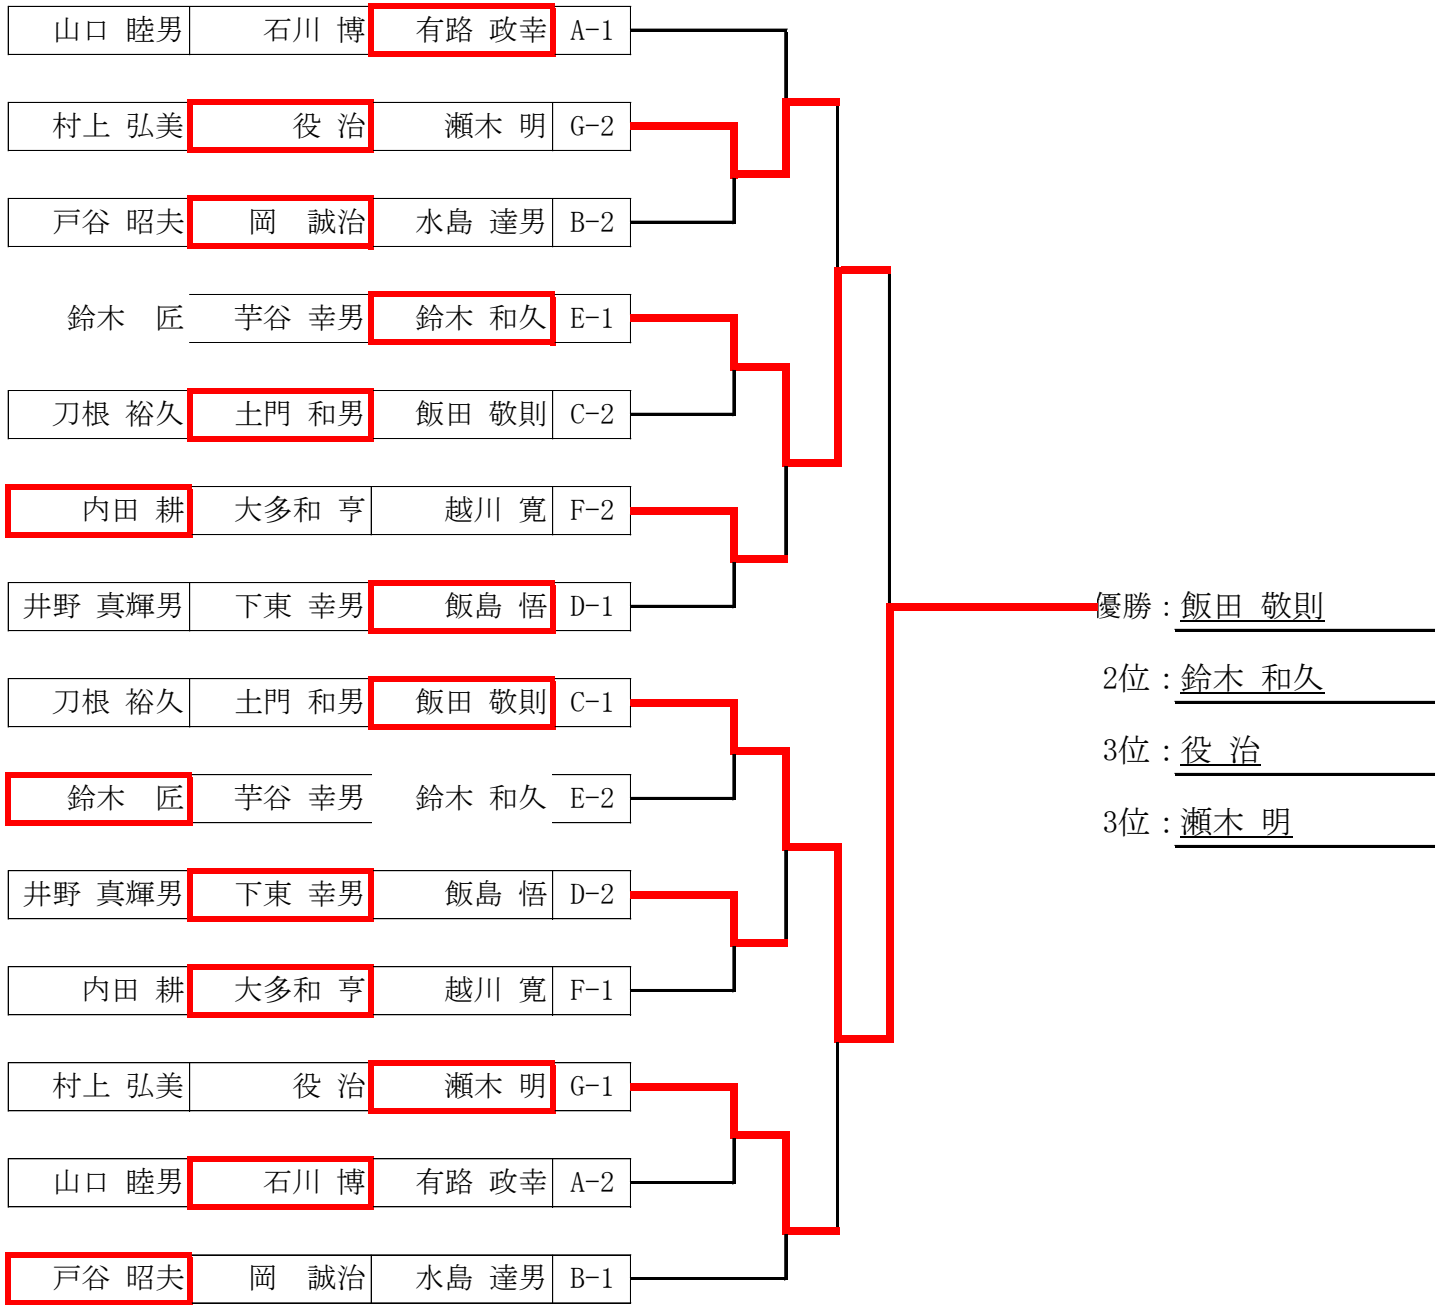 山口 睦男 石川 博 有路 政幸 A-1
村上 弘美 役 治 瀬木 明 G-2
戸谷 昭夫 岡 誠治 水島 達男 B-2
鈴木 匠 芋谷 幸男 鈴木 和久 E-1
刀根 裕久 土門 和男 飯田 敬則 C-2
内田 耕 大多和 亨 越川 寛 F-2
井野 真輝男 下東 幸男 飯島 悟 D-1
刀根 裕久 土門 和男 飯田 敬則 C-1
鈴木 匠 芋谷 幸男 鈴木 和久 E-2
井野 真輝男 下東 幸男 飯島 悟 D-2
内田 耕 大多和 亨 越川 寛 F-1
村上 弘美 役 治 瀬木 明 G-1
山口 睦男 石川 博 有路 政幸 A-2
戸谷 昭夫 岡 誠治 水島 達男 B-1
優勝：飯田 敬則
2位：鈴木 和久
3位：役 治
3位：瀬木 明